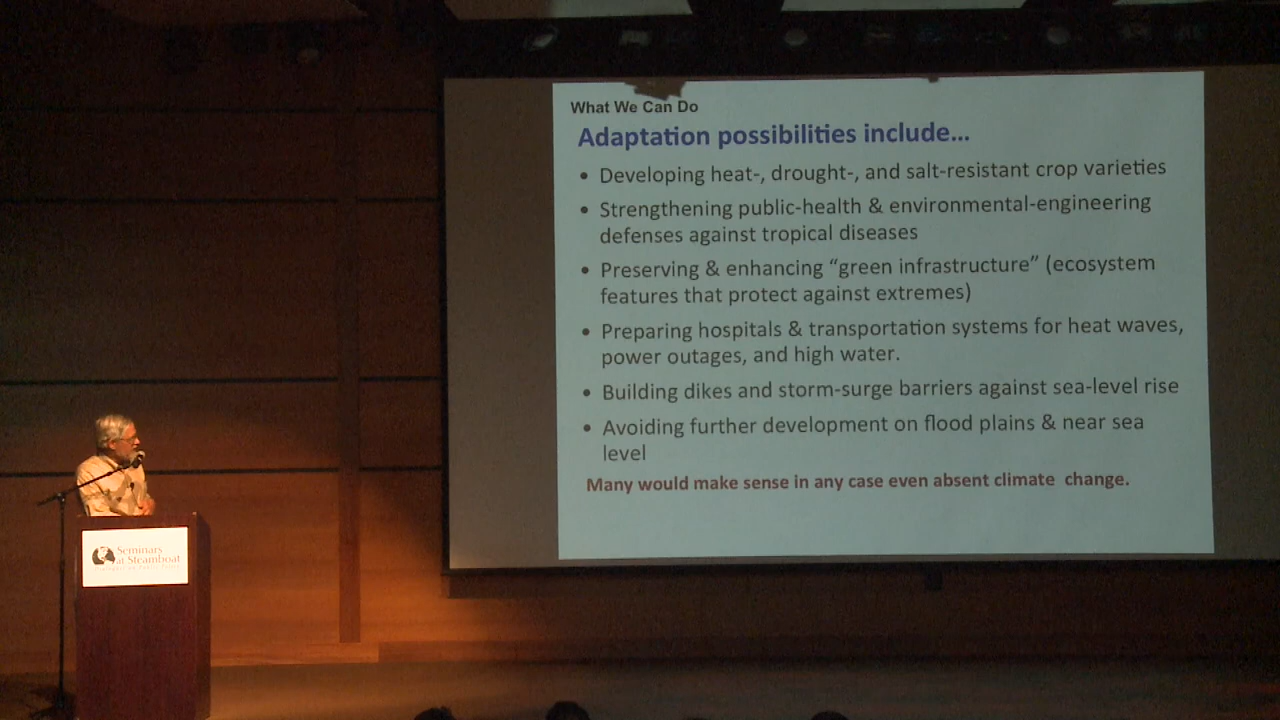 What We Can Do
Adaptation possibilities include…
• Developing heat-, drought-, and salt-resistant crop varieties
• Strengthening public-health & environmental-engineering
defenses against tropical diseases
• Preserving & enhancing “green infrastructure” (ecosystem
features that protect against extremes)
• Preparing hospitals & transportation systems for heat waves,
power outages, and high water.
• Building dikes and storm-surge barriers against sea-level rise
• Avoiding further development on flood plains & near sea
level
Many would make sense in any case even absent climate change.
Seminars
at Steamboat